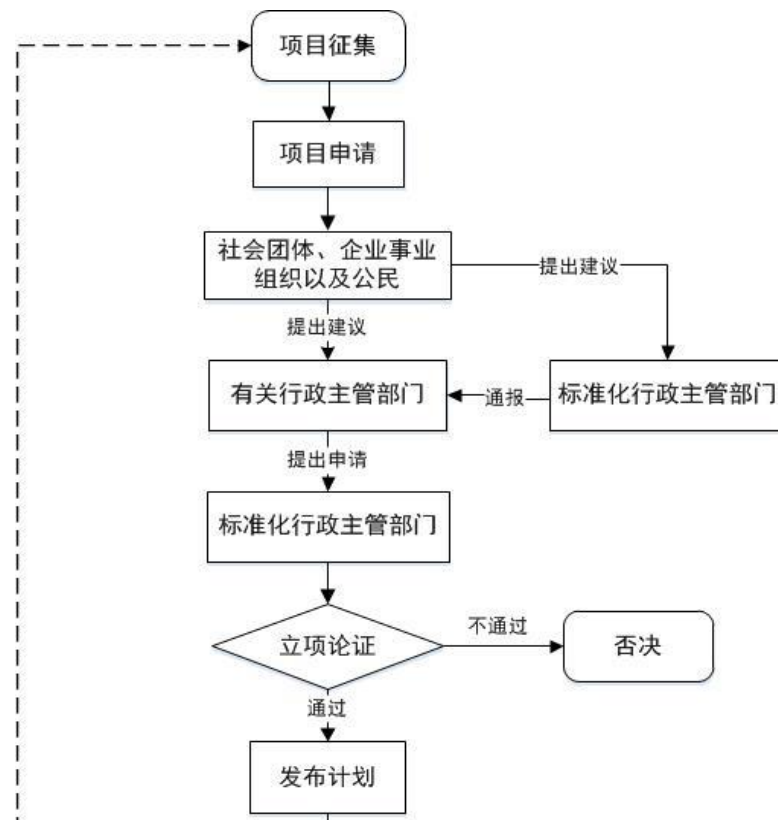 项目征集
项目申请
社会团体、企业事业
组织以及公民
提出建议
提出建议
有关行政主管部门
通报
标准化行政主管部门
提出申请
标准化行政主管部门
立项论证
不通过
否决
通过
发布计划